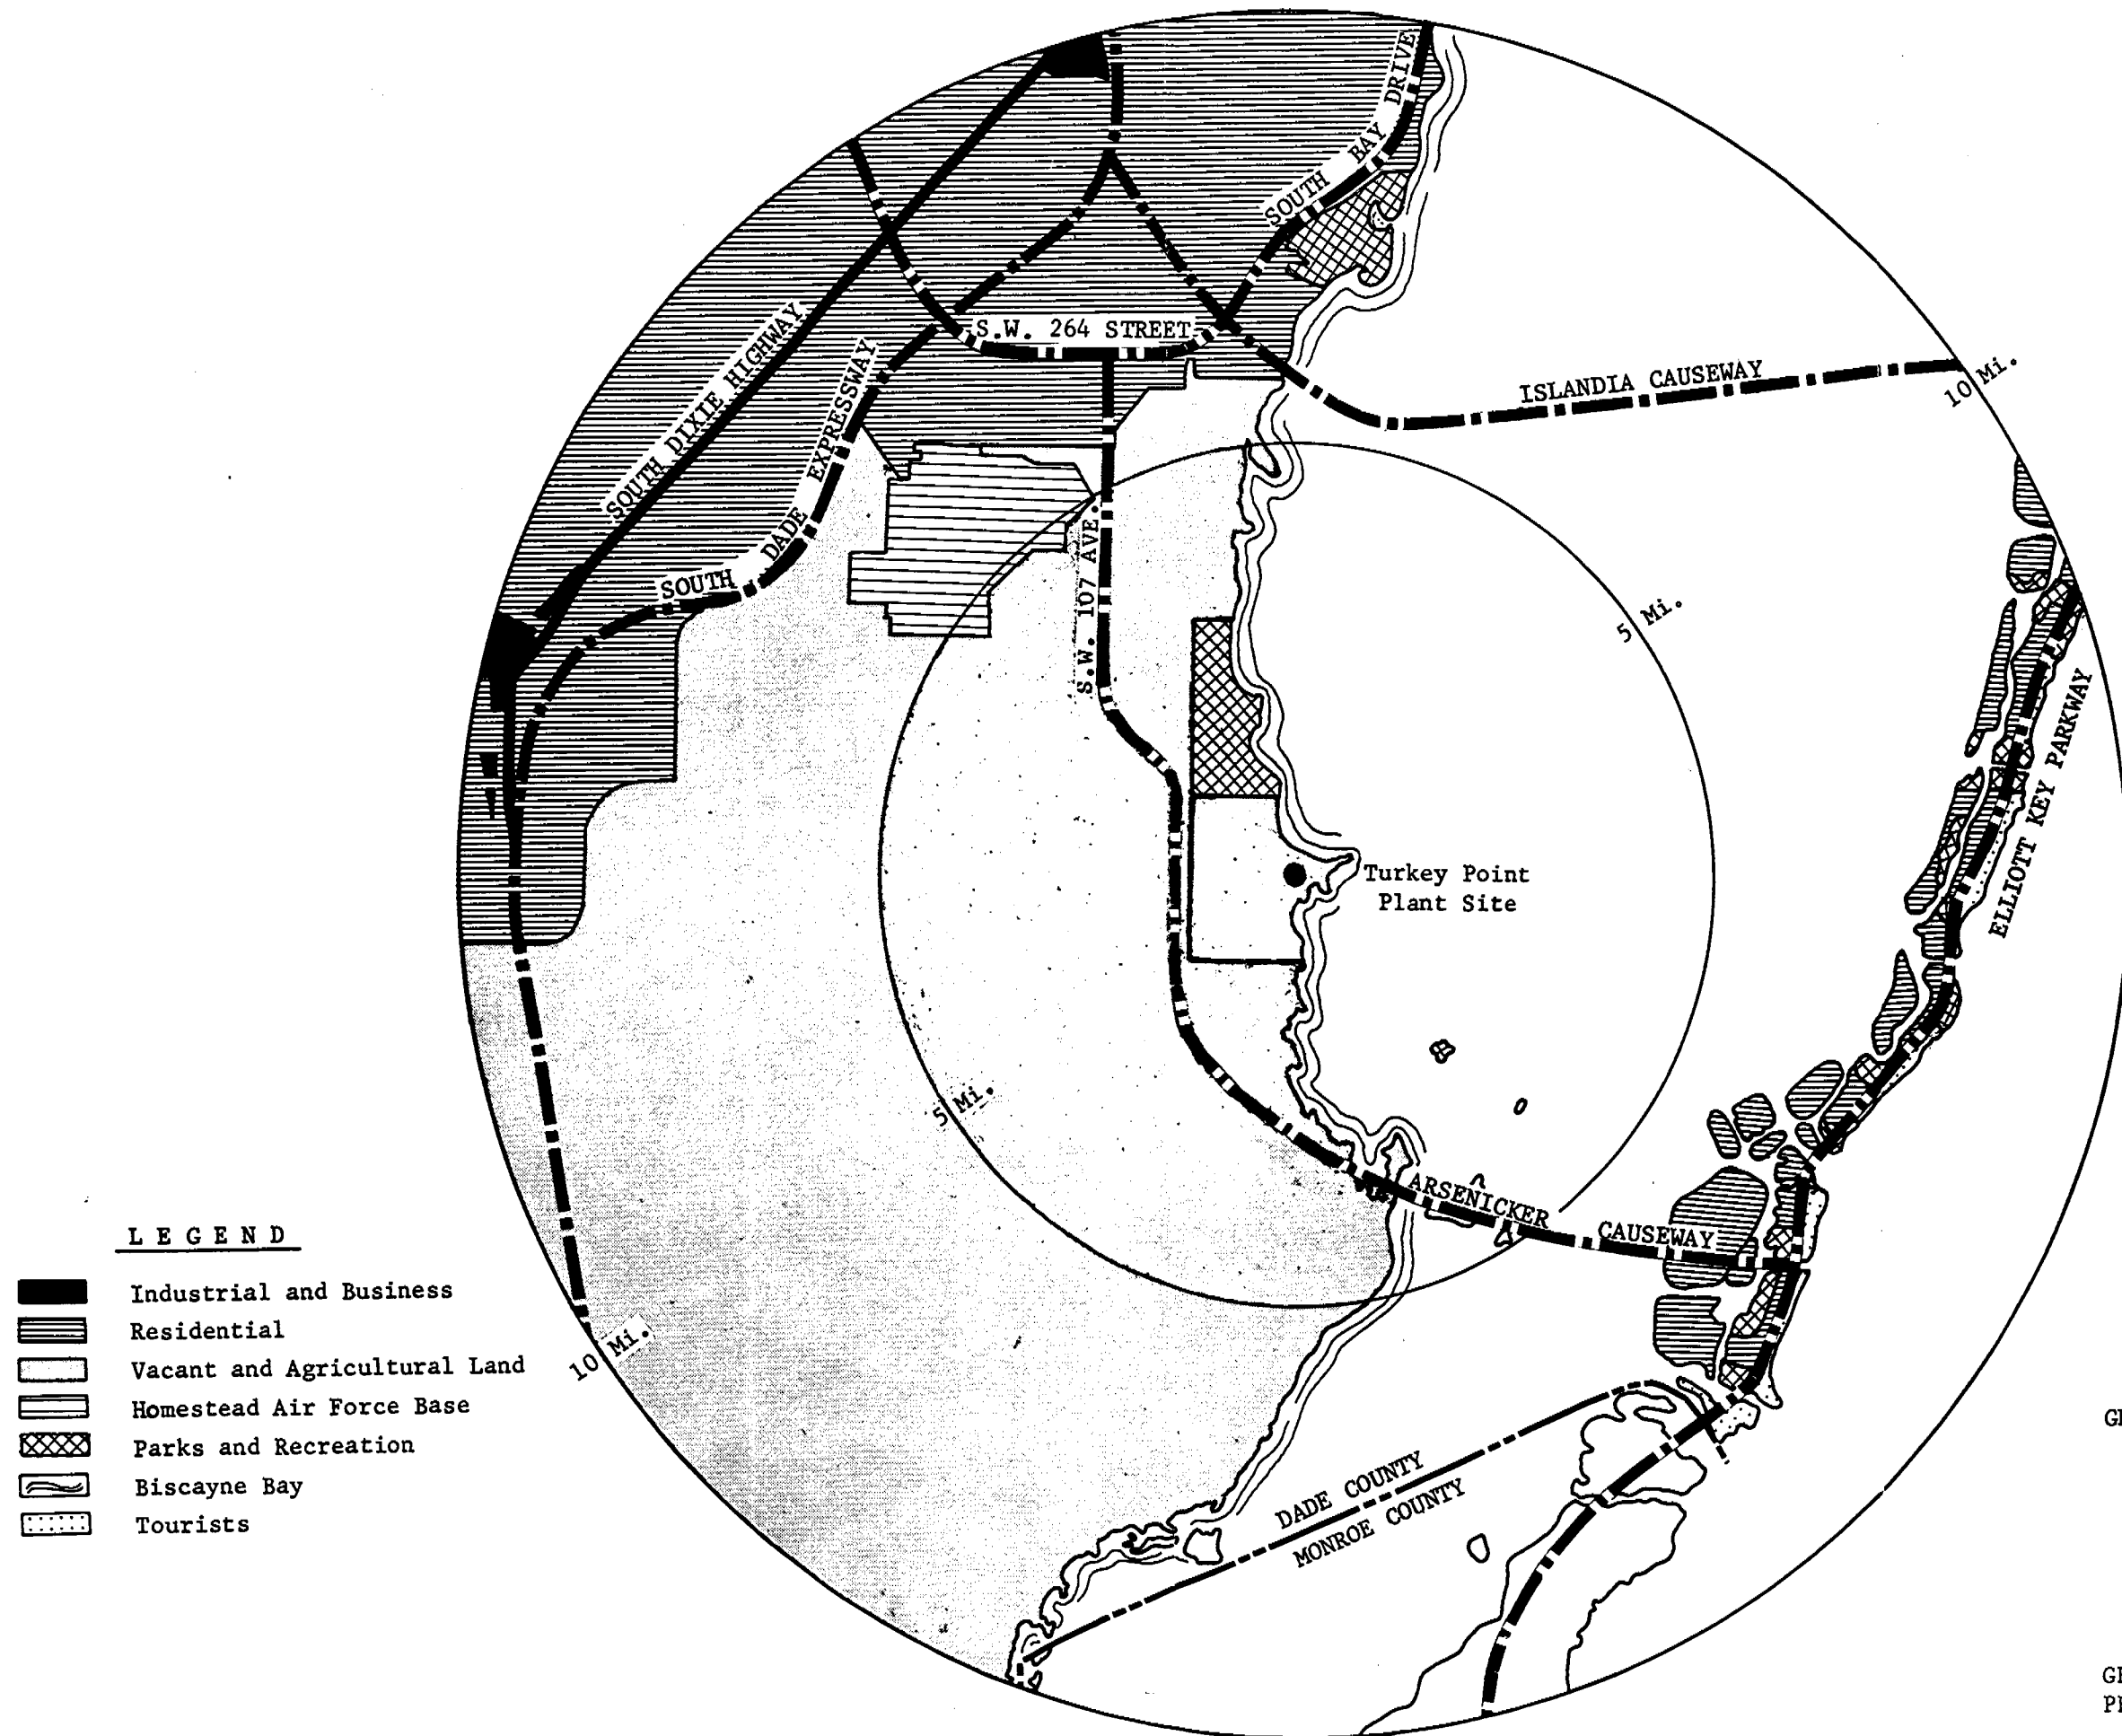 SOUTH BAY DRIVE
S.W. 264 STREET
SOUTH DIXIE HIGHWAY
SOUTH DADE EXPRESSWAY
ISLANDIA CAUSEWAY
10 Mi.
S.W. 107 AVE.
5 Mi.
ELLIOTT KEY PARKWAY
Turkey Point
Plant Site
5 Mi.
ARSENICKER CAUSEWAY
10 Mi.
DADE COUNTY
MONROE COUNTY
LEGEND
Industrial and Business
Residential
Vacant and Agricultural Land
Homestead Air Force Base
Parks and Recreation
Biscayne Bay
Tourists